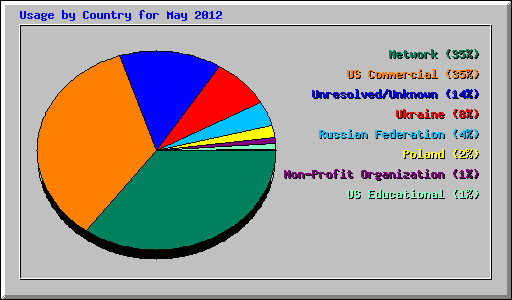 Usage by Country for May 2012
Network (35%)
US Commercial (35%)
Unresolved/Unknown (14%)
Ukraine (8%)
Russian Federation (4%)
Poland (2%)
Non-Profit Organization (1%)
US Educational (1%)